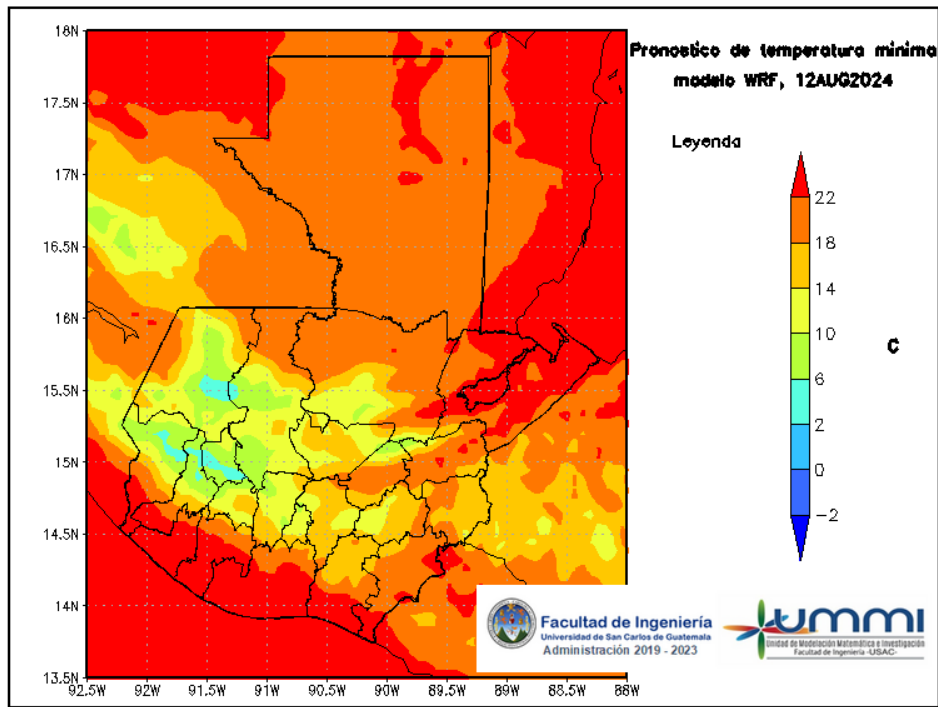 Pronostico de temperatura minima
modelo WRF, 12AUG2024
Leyenda
22
18
14
10
6
2
0
−2
C
18N
17.5N
17N
16.5N
16N
15.5N
15N
14.5N
14N
13.5N
92.5W
92W
91.5W
91W
90.5W
90W
89.5W
89W
88.5W
88W
Facultad de Ingeniería
Universidad de San Carlos de Guatemala
Administración 2019 - 2023
ummi
Unidad de Modelación Matemática e Investigación
Facultad de Ingeniería -USAC-